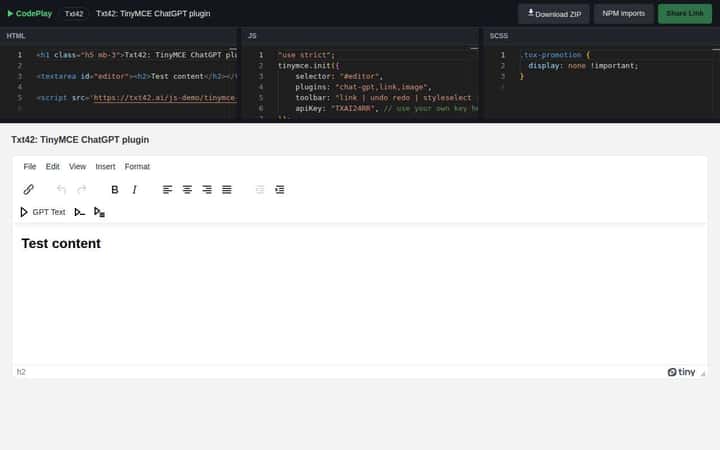 CodePlay Txt42 Txt42: TinyMCE ChatGPT plugin Download ZIP NPM imports Share Link
HTML
1 <h1 class="h5 mb-3">Txt42: TinyMCE ChatGPT plu
2
3 <textarea id="editor"><h2>Test content</h2></t
4
5 <script src='https://txt42.ai/js-demo/tinymce-
6
JS
1 "use strict";
2 tinymce.init({
3 selector: "#editor",
4 plugins: "chat-gpt,link,image",
5 toolbar: "link | undo redo | styleselect
6 apiKey: "TXAI24RR", // use your own key he
7 });
SCSS
1 .tox-promotion {
2 display: none !important;
3 }
4
Txt42: TinyMCE ChatGPT plugin
File Edit View Insert Format
B I
GPT Text
Test content
h2 tiny